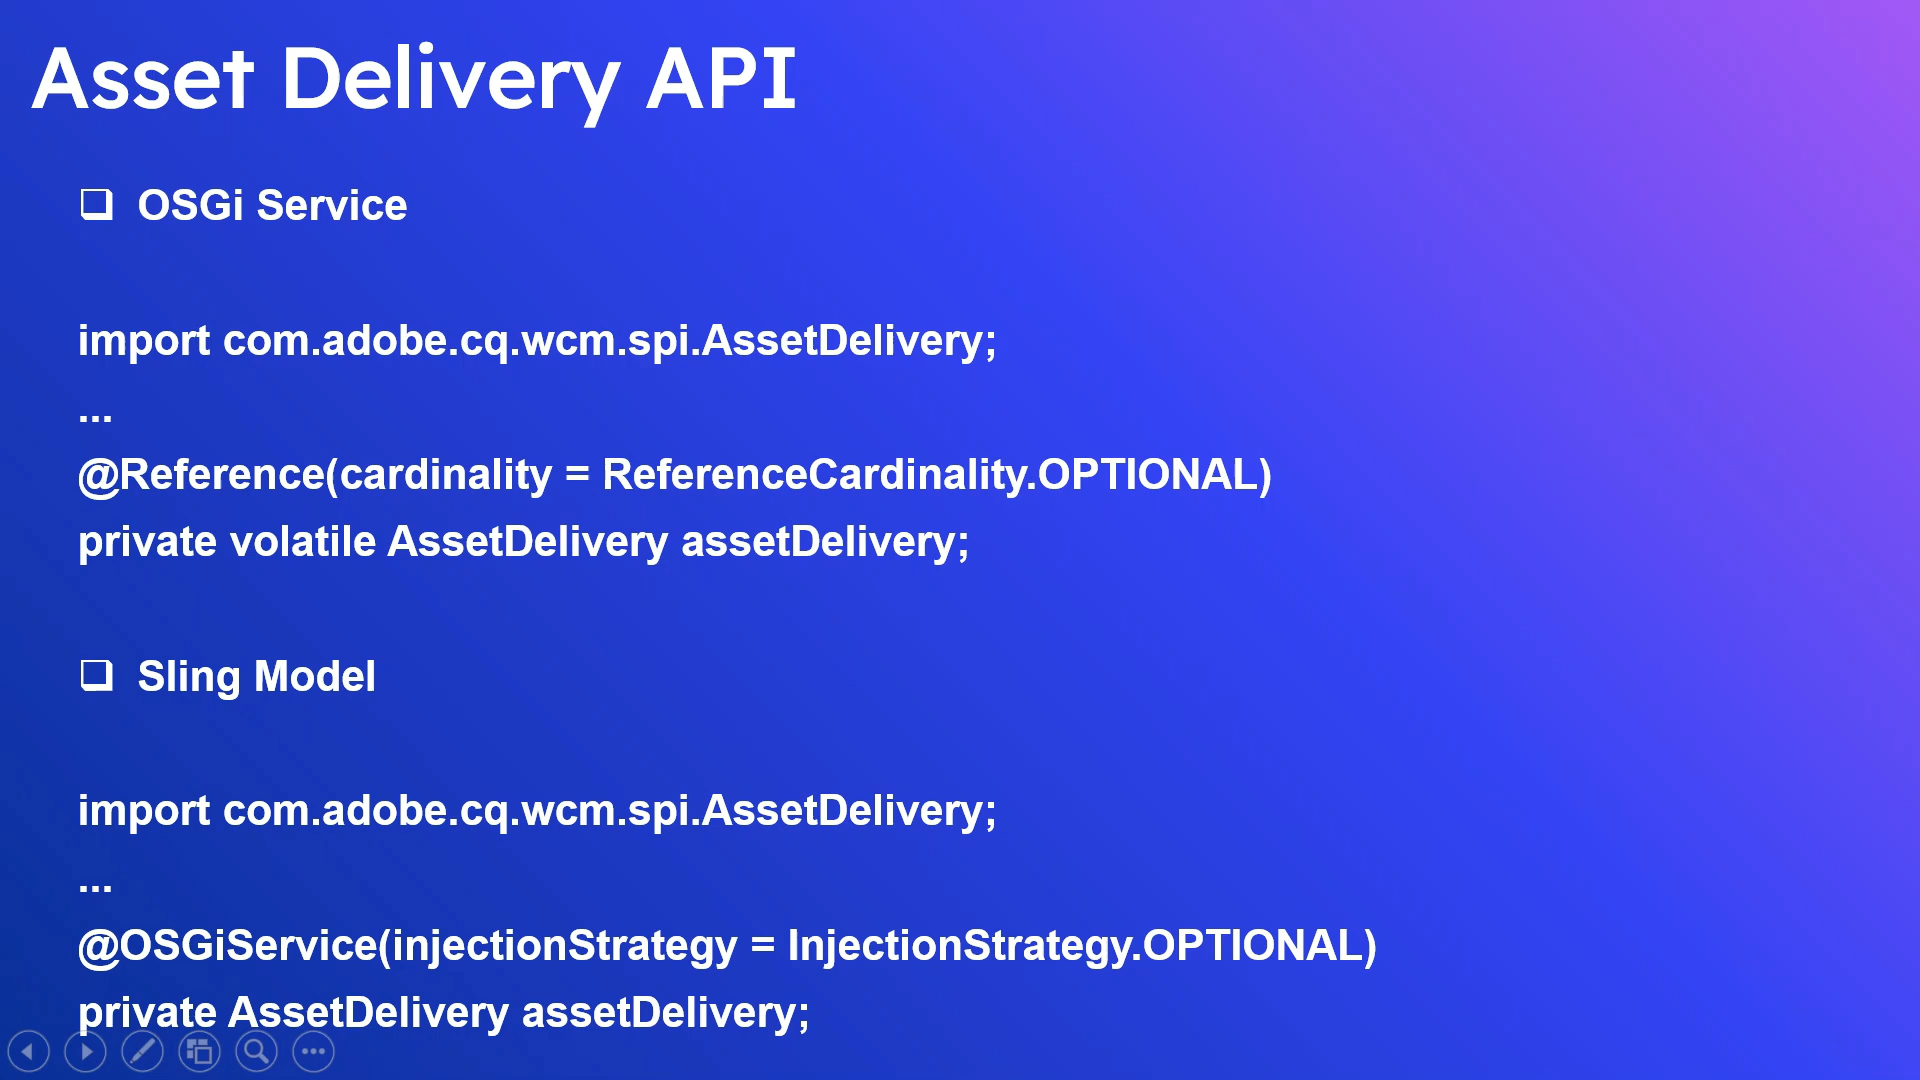 Asset Delivery API
OSGi Service
import com.adobe.cq.wcm.spi.AssetDelivery;
...
@Reference(cardinality = ReferenceCardinality.OPTIONAL)
private volatile AssetDelivery assetDelivery;
Sling Model
import com.adobe.cq.wcm.spi.AssetDelivery;
...
@OSGiService(injectionStrategy = InjectionStrategy.OPTIONAL)
private AssetDelivery assetDelivery;